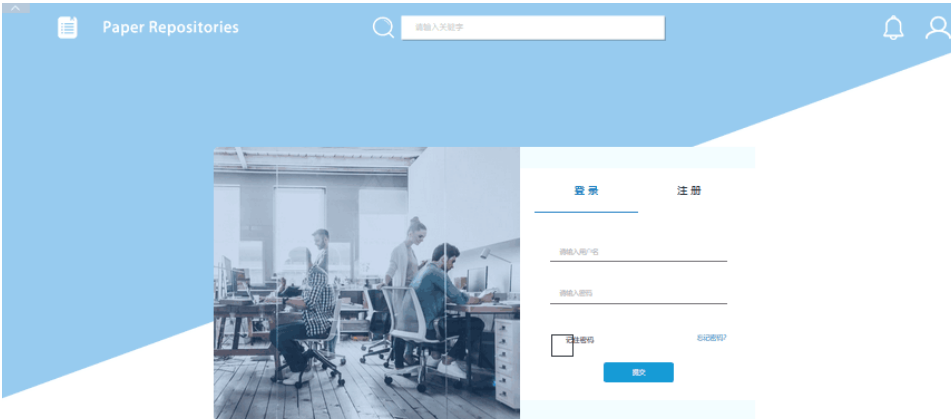 Paper Repositories
请输入关键字
登录 注册
请输入用户名
请输入密码
记住密码 忘记密码?
提交